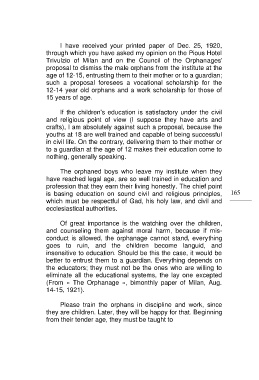 I have received your printed paper of Dec. 25, 1920,
through which you have asked my opinion on the Pious Hotel
Trivulzio of Milan and on the Council of the Orphanages'
proposal to dismiss the male orphans from the institute at the
age of 12-15, entrusting them to their mother or to a guardian;
such a proposal foresees a vocational scholarship for the
12-14 year old orphans and a work scholarship for those of
15 years of age.
If the children's education is satisfactory under the civil
and religious point of view (I suppose they have arts and
crafts), I am absolutely against such a proposal, because the
youths at 18 are well trained and capable of being successful
in civil life. On the contrary, delivering them to their mother or
to a guardian at the age of 12 makes their education come to
nothing, generally speaking.
The orphaned boys who leave my institute when they
have reached legal age, are so well trained in education and
profession that they earn their living honestly. The chief point
is basing education on sound civil and religious principles,
which must be respectful of Gad, his holy law, and civil and
ecclesiastical authorities.
165
Of great importance is the watching over the children,
and counseling them against moral harm, because if mis-
conduct is allowed, the orphanage cannot stand, everything
goes to ruin, and the children become languid, and
insensitive to education. Should be this the case, it would be
better to entrust them to a guardian. Everything depends on
the educators; they must not be the ones who are willing to
eliminate all the educational systems, the lay one excepted
(From « The Orphanage », bimonthly paper of Milan, Aug.
14-15, 1921).
Please train the orphans in discipline and work, since
they are children. Later, they will be happy for that. Beginning
from their tender age, they must be taught to